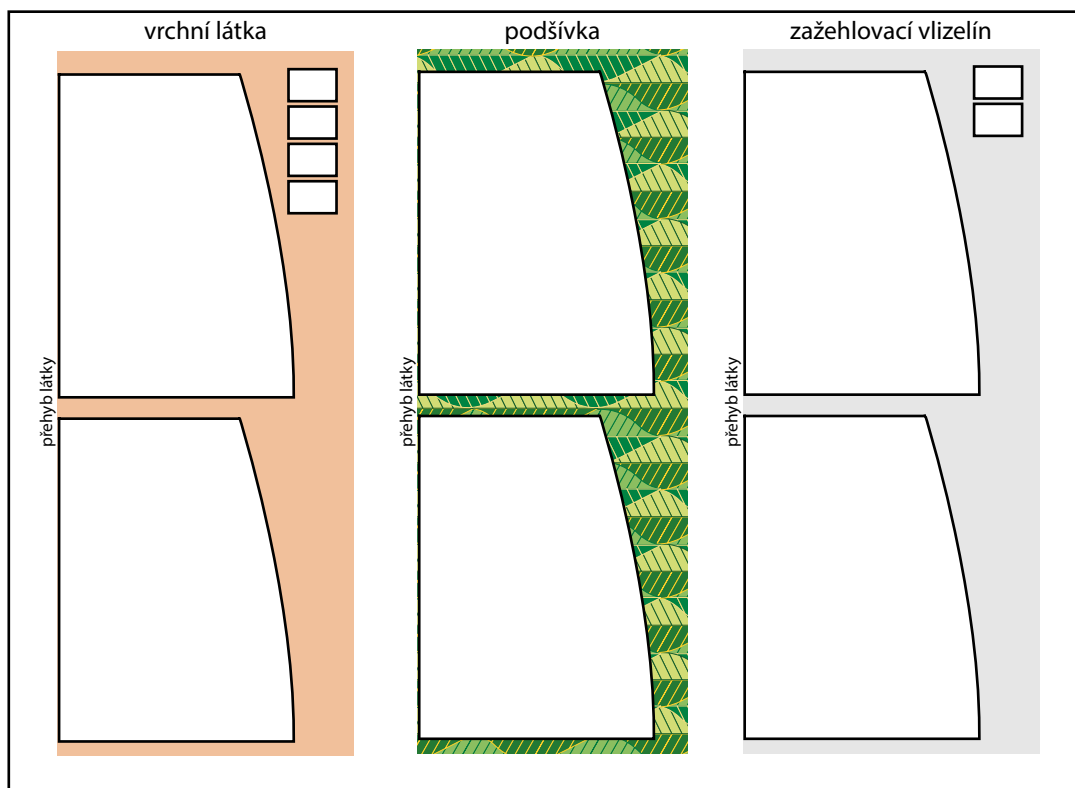 vrchní látka
podšívka
zažehlovací vlizelín
přehyb látky
přehyb látky
přehyb látky